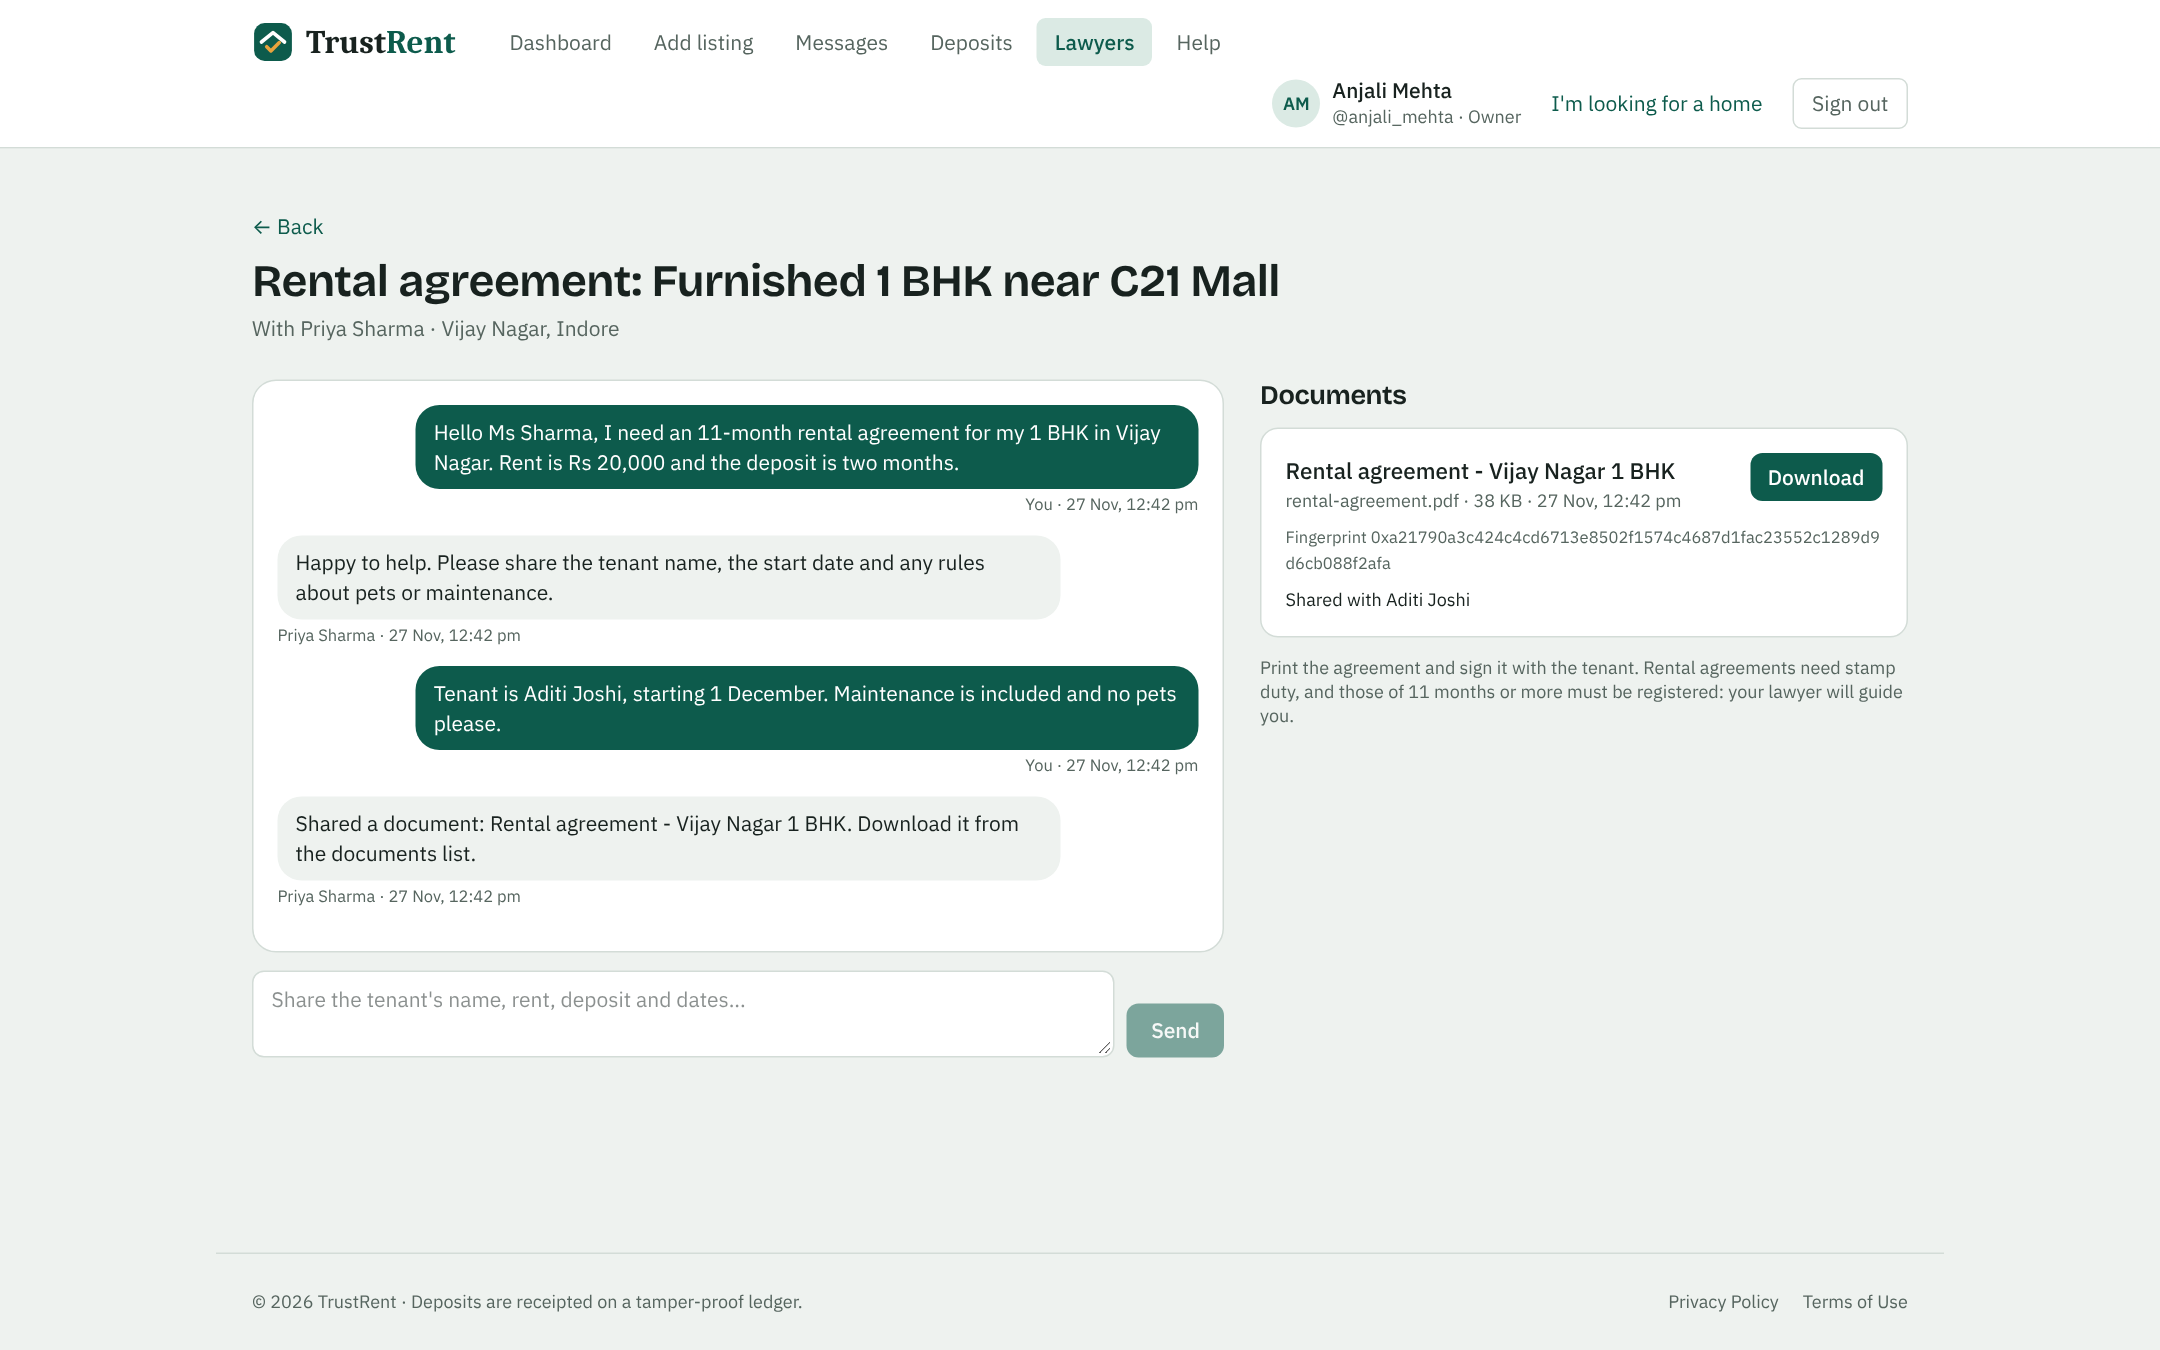 TrustRent
Dashboard
Add listing
Messages
Deposits
Lawyers
Help
AM
Anjali Mehta
@anjali_mehta · Owner
I'm looking for a home
Sign out
← Back
Rental agreement: Furnished 1 BHK near C21 Mall
With Priya Sharma · Vijay Nagar, Indore
Hello Ms Sharma, I need an 11-month rental agreement for my 1 BHK in Vijay
Nagar. Rent is Rs 20,000 and the deposit is two months.
You · 27 Nov, 12:42 pm
Happy to help. Please share the tenant name, the start date and any rules
about pets or maintenance.
Priya Sharma · 27 Nov, 12:42 pm
Tenant is Aditi Joshi, starting 1 December. Maintenance is included and no pets
please.
You · 27 Nov, 12:42 pm
Shared a document: Rental agreement - Vijay Nagar 1 BHK. Download it from
the documents list.
Priya Sharma · 27 Nov, 12:42 pm
Share the tenant's name, rent, deposit and dates...
Send
Documents
Rental agreement - Vijay Nagar 1 BHK
Download
rental-agreement.pdf · 38 KB · 27 Nov, 12:42 pm
Fingerprint 0xa21790a3c424c4cd6713e8502f1574c4687d1fac23552c1289d9
d6cb088f2afa
Shared with Aditi Joshi
Print the agreement and sign it with the tenant. Rental agreements need stamp
duty, and those of 11 months or more must be registered: your lawyer will guide
you.
© 2026 TrustRent · Deposits are receipted on a tamper-proof ledger.
Privacy Policy
Terms of Use